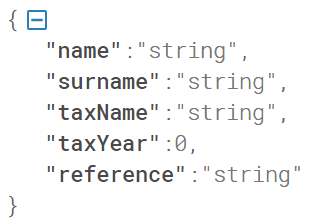 {
"name":"string",
"surname":"string",
"taxName":"string",
"taxYear":0,
"reference":"string"
}